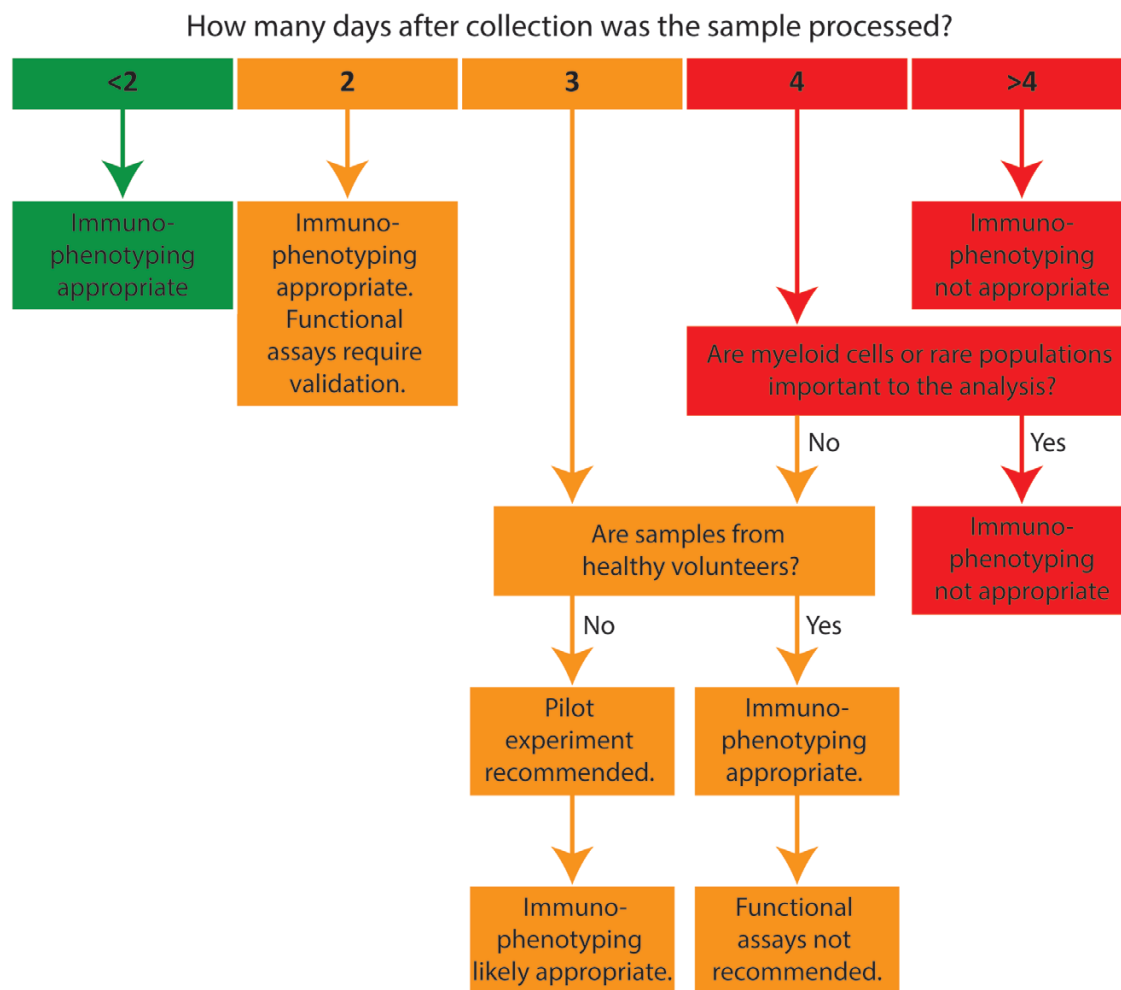 How many days after collection was the sample processed?
<2
2
3
4
>4
Immuno-
phenotyping
appropriate
Immuno-
phenotyping
appropriate.
Functional
assays require
validation.
Immuno-
phenotyping
not appropriate
Are myeloid cells or rare populations
important to the analysis?
No
Yes
Are samples from
healthy volunteers?
Immuno-
phenotyping
not appropriate
No
Yes
Pilot
experiment
recommended.
Immuno-
phenotyping
appropriate.
Immuno-
phenotyping
likely appropriate.
Functional
assays not
recommended.